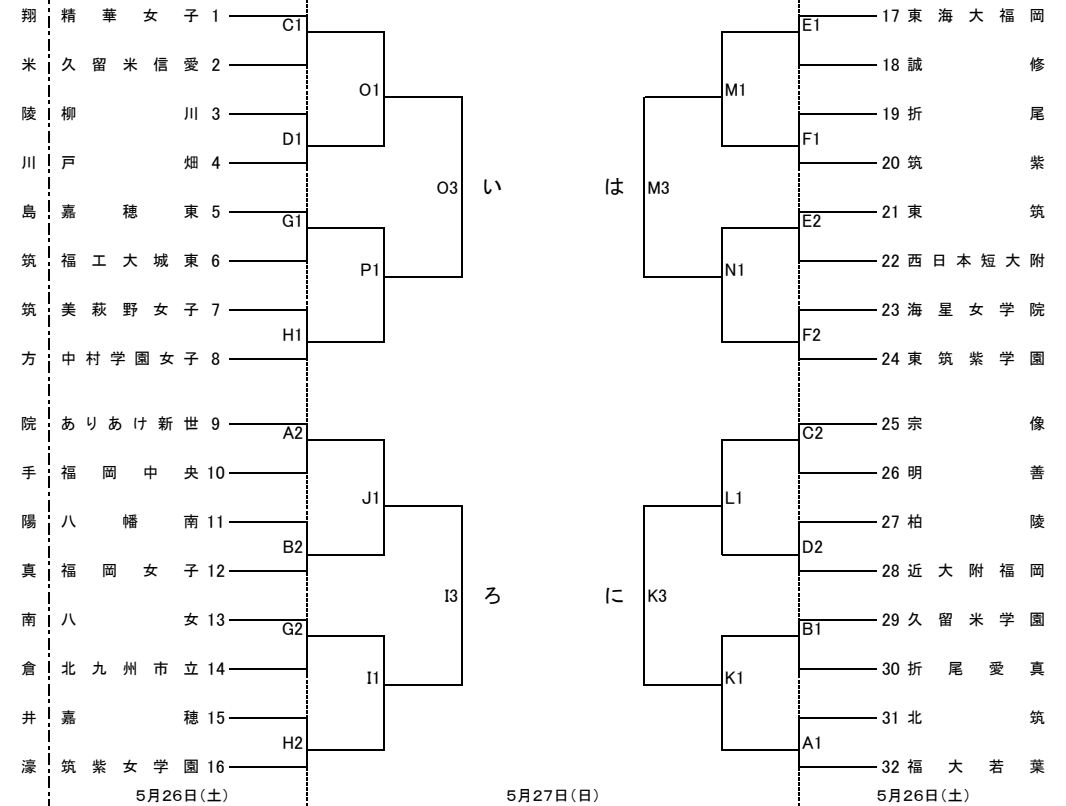 翔 精華女子 1 C1 E1 17 東海大福岡
米 久留米信愛 2 O1 M1 18 誠修
陵 柳川 3 D1 F1 19 折尾
川 戸畑 4 20 筑紫
O3 い は M3
島 嘉穂東 5 G1 E2 21 東筑
筑 福工大城東 6 P1 N1 22 西日本短大附
筑 美萩野女子 7 H1 F2 23 海星女学院
方 中村学園女子 8 24 東筑紫学園
院 ありあけ新世 9 A2 C2 25 宗像
手 福岡中央 10 J1 L1 26 明善
陽 八幡南 11 B2 D2 27 柏陵
真 福岡女子 12 28 近大附福岡
I3 ろ に K3
南 八女 13 G2 B1 29 久留米学園
倉 北九州市立 14 I1 K1 30 折尾愛真
井 嘉穂 15 H2 A1 31 北筑
濠 筑紫女学園 16 32 福大若葉
5月26日(土) 5月27日(日) 5月26日(土)